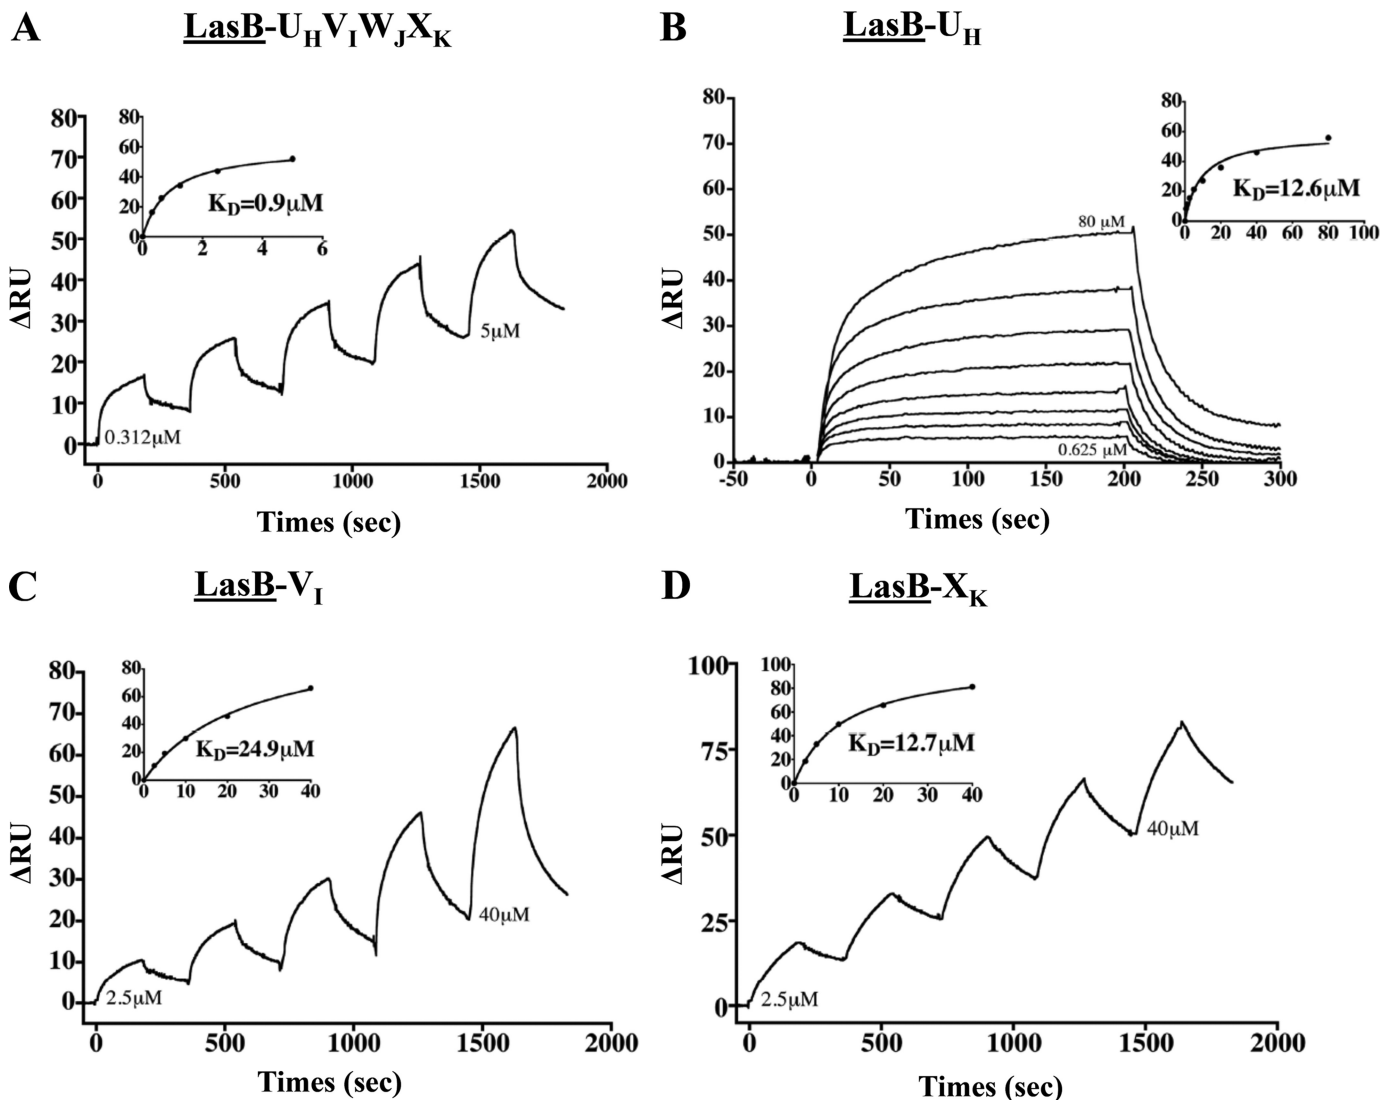 A
LasB-UHVIWJXK
80
70
60
50
40
30
20
10
0
ΔRU
80
60
40
20
0
KD=0.9μM
0 2 4 6
0.312μM
5μM
0 500 1000 1500 2000
Times (sec)
B
LasB-UH
80
70
60
50
40
30
20
10
0
ΔRU
80
60
40
20
0
KD=12.6μM
0 20 40 60 80 100
80 μM
0.625 μM
-50 0 50 100 150 200 250 300
Times (sec)
C
LasB-VI
80
70
60
50
40
30
20
10
0
ΔRU
80
60
40
20
0
KD=24.9μM
0 10 20 30 40
2.5μM
40μM
0 500 1000 1500 2000
Times (sec)
D
LasB-XK
100
75
50
25
0
ΔRU
100
80
60
40
20
0
KD=12.7μM
0 10 20 30 40
2.5μM
40μM
0 500 1000 1500 2000
Times (sec)